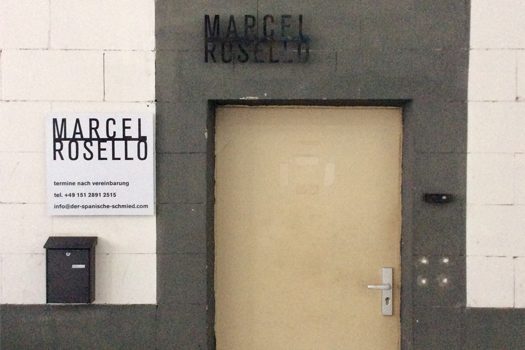 MARCEL
ROSELLO
MARCEL
ROSELLO
termine nach vereinbarung
tel. +49 151 2891 2515
info@der-spanische-schmied.com